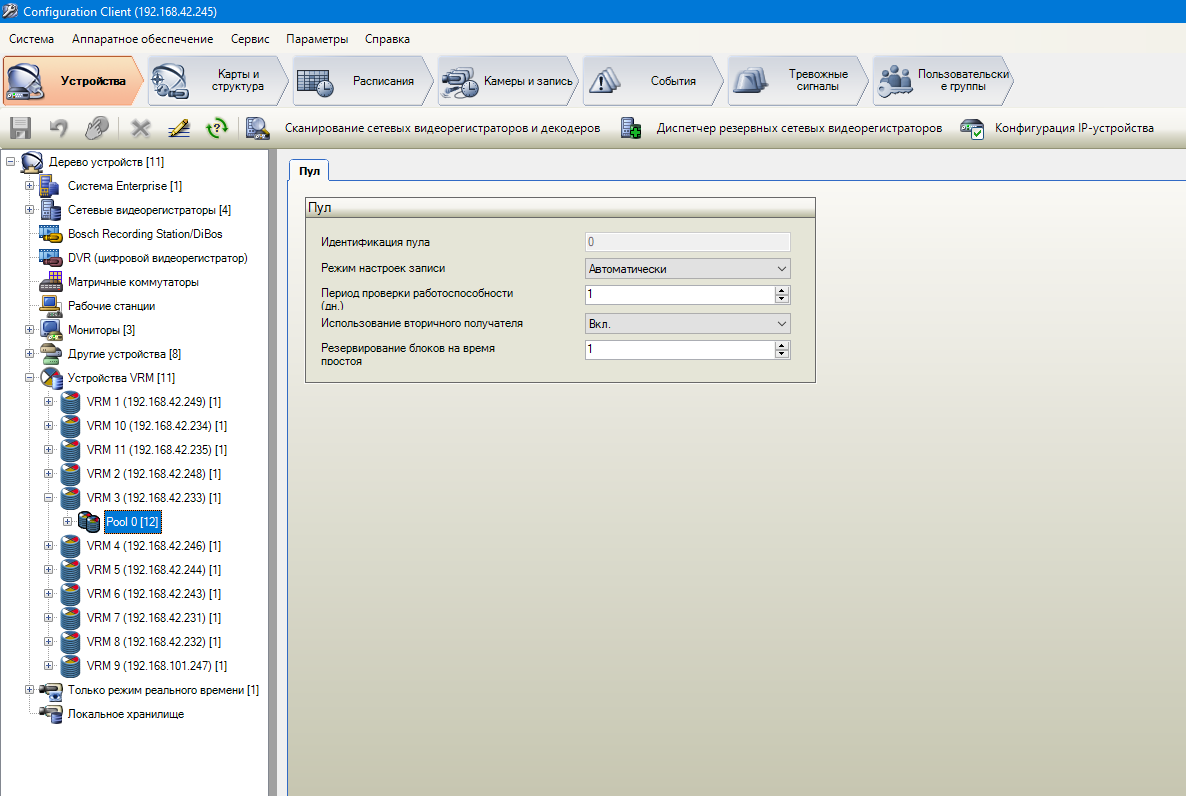 Configuration Client (192.168.42.245)
Система Аппаратное обеспечение Сервис Параметры Справка
Устройства
Карты и
структура
Расписания
Камеры и запись
События
Тревожные
сигналы
Пользовательски
е группы
Сканирование сетевых видеорегистраторов и декодеров
Диспетчер резервных сетевых видеорегистраторов
Конфигурация IP-устройства
Дерево устройств [11]
Система Enterprise [1]
Сетевые видеорегистраторы [4]
Bosch Recording Station/DiBos
DVR (цифровой видеорегистратор)
Матричные коммутаторы
Рабочие станции
Мониторы [3]
Другие устройства [8]
Устройства VRM [11]
VRM 1 (192.168.42.249) [1]
VRM 10 (192.168.42.234) [1]
VRM 11 (192.168.42.235) [1]
VRM 2 (192.168.42.248) [1]
VRM 3 (192.168.42.233) [1]
Pool 0 [12]
VRM 4 (192.168.42.246) [1]
VRM 5 (192.168.42.244) [1]
VRM 6 (192.168.42.243) [1]
VRM 7 (192.168.42.231) [1]
VRM 8 (192.168.42.232) [1]
VRM 9 (192.168.101.247) [1]
Только режим реального времени [1]
Локальное хранилище
Пул
Пул
Идентификация пула 0
Режим настроек записи Автоматически
Период проверки работоспособности
(дн.) 1
Использование вторичного получателя Вкл.
Резервирование блоков на время
простоя 1